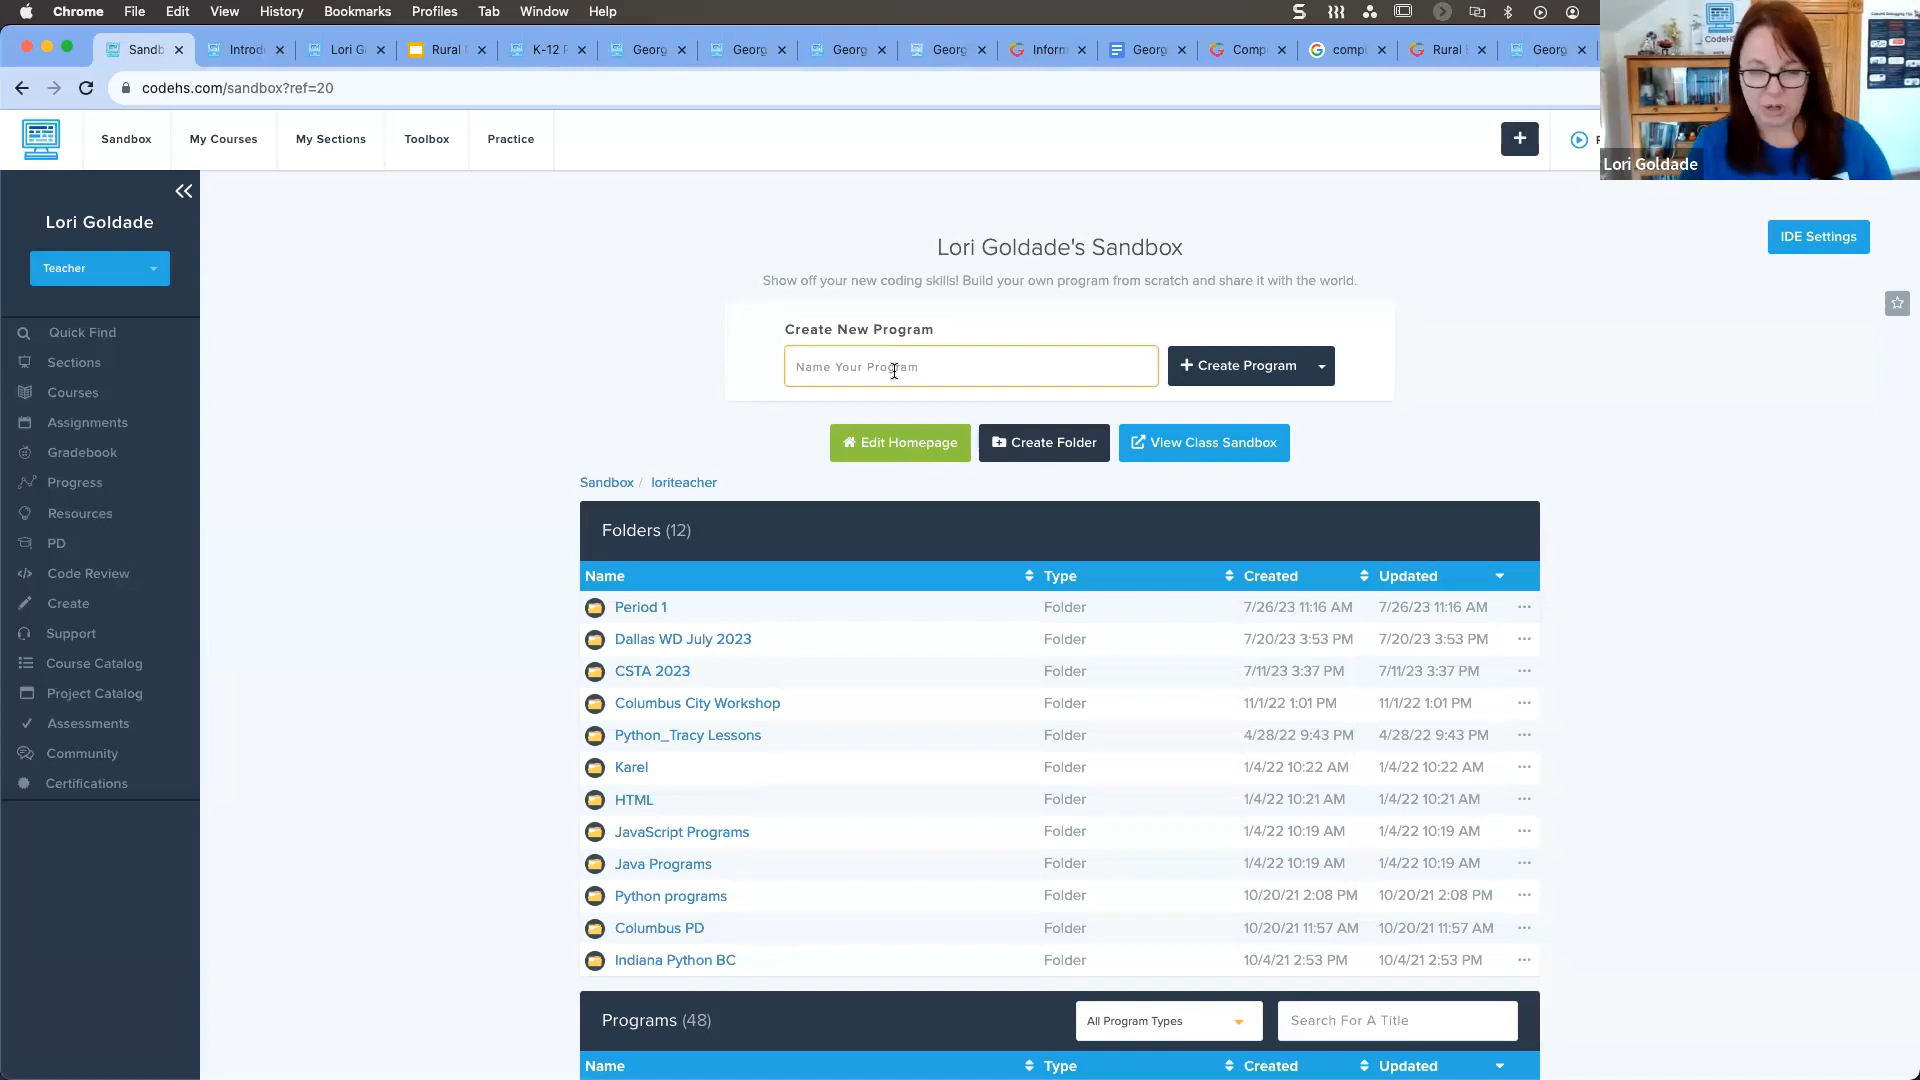 Chrome File Edit View History Bookmarks Profiles Tab Window Help
Sandb Introd Lori G Rural K-12 Georg Georg Georg Georg Inform Georg Comp compu Rural Georg
codehs.com/sandbox?ref=20
Sandbox My Courses My Sections Toolbox Practice
Lori Goldade
Lori Goldade
Teacher
Quick Find
Sections
Courses
Assignments
Gradebook
Progress
Resources
PD
Code Review
Create
Support
Course Catalog
Project Catalog
Assessments
Community
Certifications
Lori Goldade's Sandbox
IDE Settings
Show off your new coding skills! Build your own program from scratch and share it with the world.
Create New Program
Name Your Program
+ Create Program
Edit Homepage Create Folder View Class Sandbox
Sandbox / loriteacher
Folders (12)
Name Type Created Updated
Period 1 Folder 7/26/23 11:16 AM 7/26/23 11:16 AM
Dallas WD July 2023 Folder 7/20/23 3:53 PM 7/20/23 3:53 PM
CSTA 2023 Folder 7/11/23 3:37 PM 7/11/23 3:37 PM
Columbus City Workshop Folder 11/1/22 1:01 PM 11/1/22 1:01 PM
Python_Tracy Lessons Folder 4/28/22 9:43 PM 4/28/22 9:43 PM
Karel Folder 1/4/22 10:22 AM 1/4/22 10:22 AM
HTML Folder 1/4/22 10:21 AM 1/4/22 10:21 AM
JavaScript Programs Folder 1/4/22 10:19 AM 1/4/22 10:19 AM
Java Programs Folder 1/4/22 10:19 AM 1/4/22 10:19 AM
Python programs Folder 10/20/21 2:08 PM 10/20/21 2:08 PM
Columbus PD Folder 10/20/21 11:57 AM 10/20/21 11:57 AM
Indiana Python BC Folder 10/4/21 2:53 PM 10/4/21 2:53 PM
Programs (48) All Program Types Search For A Title
Name Type Created Updated